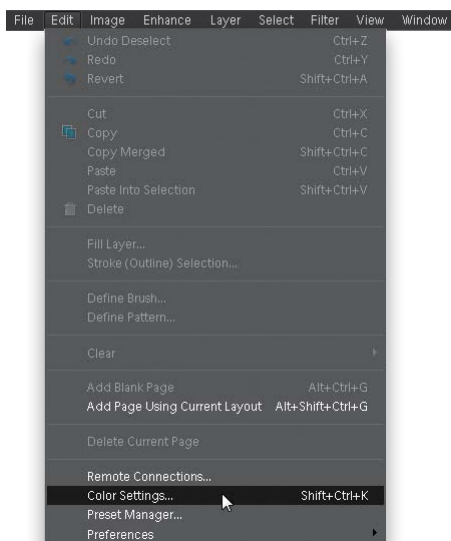 File Edit Image Enhance Layer Select Filter View Window
Undo Deselect Ctrl+Z
Redo Ctrl+Y
Revert Shift+Ctrl+A
Cut Ctrl+X
Copy Ctrl+C
Copy Merged Shift+Ctrl+C
Paste Ctrl+V
Paste Into Selection Shift+Ctrl+V
Delete
Fill Layer...
Stroke (Outline) Selection...
Define Brush...
Define Pattern...
Clear
Add Blank Page Alt+Ctrl+G
Add Page Using Current Layout Alt+Shift+Ctrl+G
Delete Current Page
Remote Connections...
Color Settings... Shift+Ctrl+K
Preset Manager...
Preferences